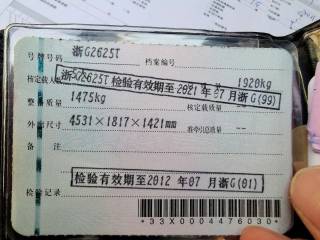 号牌号码 浙G2625T 档案编号
核定载人数 1920kg
浙G2625T 检验有效期至2021年07月浙G(99)
整备质量 1475kg 核定载质量 --
外廓尺寸 4531×1817×1421mm 准牵引总质量 --
备 注
检验有效期至2012年07月浙G(01)
检验记录
*33X0004476030*